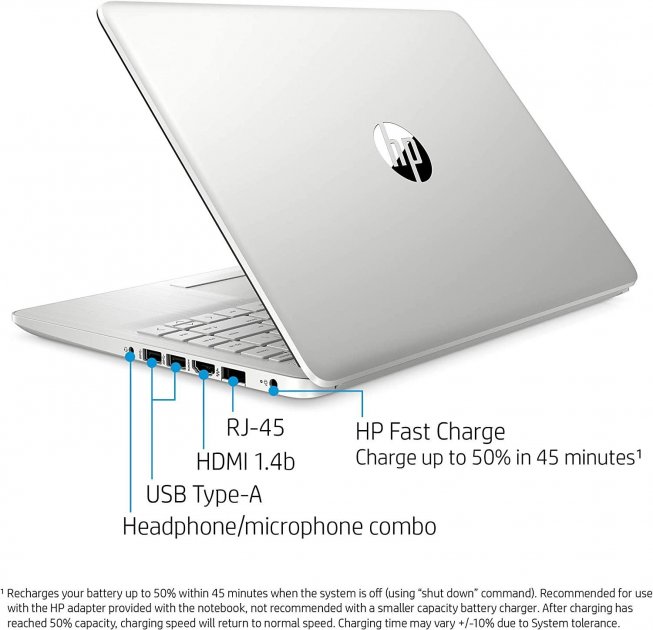 hp
RJ-45
HP Fast Charge
HDMI 1.4b
Charge up to 50% in 45 minutes¹
USB Type-A
Headphone/microphone combo
¹ Recharges your battery up to 50% within 45 minutes when the system is off (using “shut down” command). Recommended for use
with the HP adapter provided with the notebook, not recommended with a smaller capacity battery charger. After charging has
reached 50% capacity, charging speed will return to normal speed. Charging time may vary +/-10% due to System tolerance.